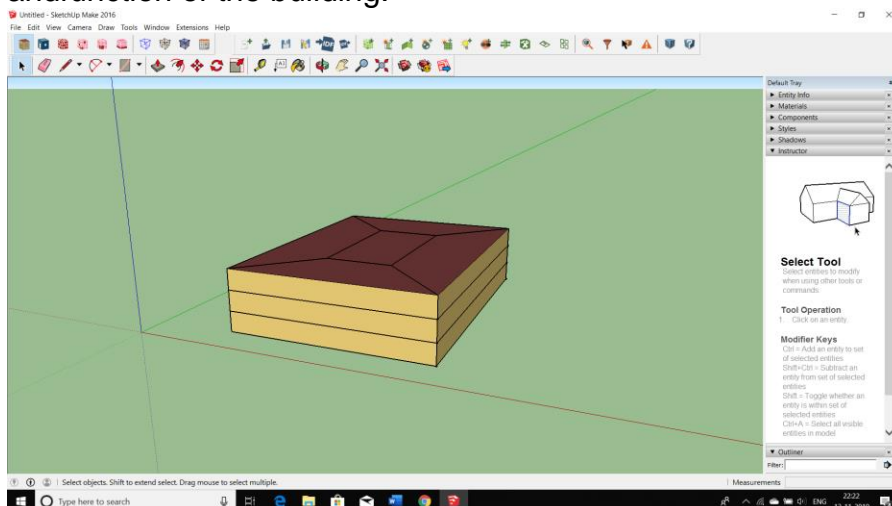 andfunction of the building.
Untitled - SketchUp Make 2016
File Edit View Camera Draw Tools Window Extensions Help
Default Tray
Entity Info
Materials
Components
Styles
Shadows
Instructor
Select Tool
Select entities to modify
when using other tools or
commands.
Tool Operation
1. Click on an entity.
Modifier Keys
Ctrl = Add an entity to set
of selected entities
Shift+Ctrl = Subtract an
entity from set of selected
entities
Shift = Toggle whether an
entity is within set of
selected entities
Ctrl+A = Select all visible
entities in model
Outliner
Filter:
Select objects. Shift to extend select. Drag mouse to select multiple.
Measurements
Type here to search
ENG
22:22